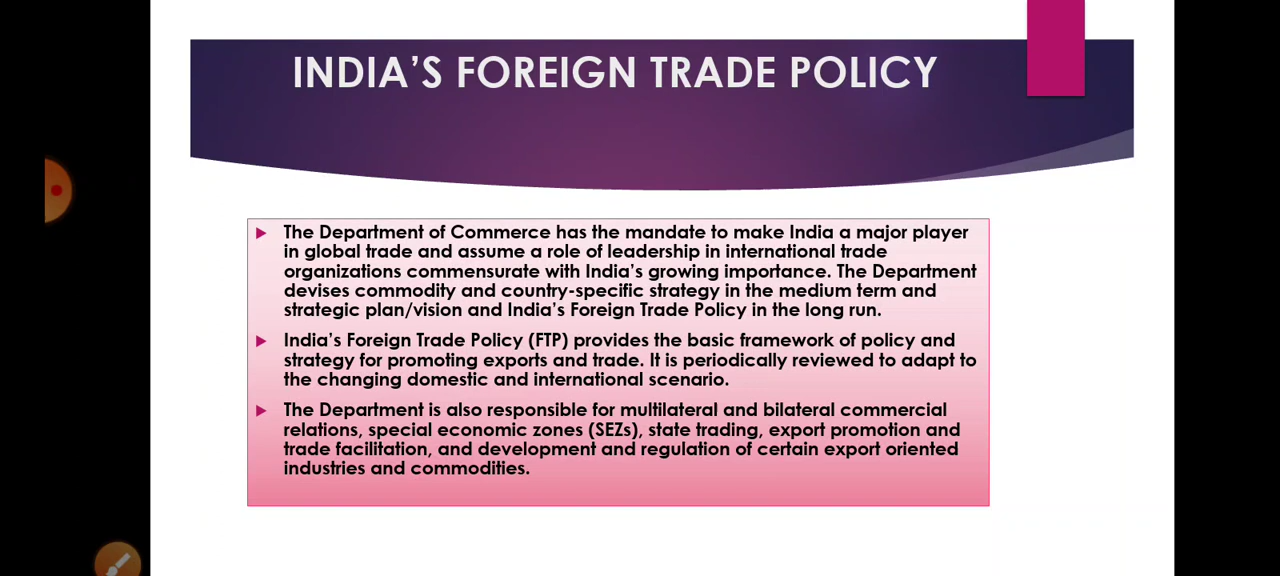 INDIA’S FOREIGN TRADE POLICY
The Department of Commerce has the mandate to make India a major player
in global trade and assume a role of leadership in international trade
organizations commensurate with India’s growing importance. The Department
devises commodity and country-specific strategy in the medium term and
strategic plan/vision and India’s Foreign Trade Policy in the long run.
India’s Foreign Trade Policy (FTP) provides the basic framework of policy and
strategy for promoting exports and trade. It is periodically reviewed to adapt to
the changing domestic and international scenario.
The Department is also responsible for multilateral and bilateral commercial
relations, special economic zones (SEZs), state trading, export promotion and
trade facilitation, and development and regulation of certain export oriented
industries and commodities.